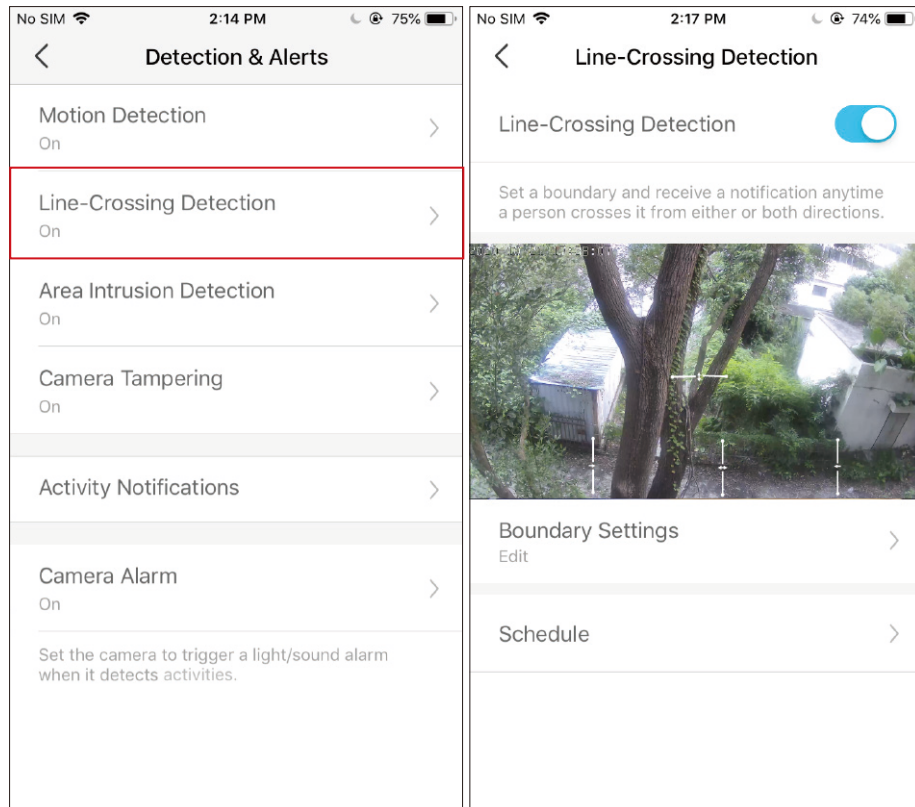 No SIM 2:14 PM 75%
Detection & Alerts
Motion Detection
On
Line-Crossing Detection
On
Area Intrusion Detection
On
Camera Tampering
On
Activity Notifications
Camera Alarm
On
Set the camera to trigger a light/sound alarm
when it detects activities.
No SIM 2:17 PM 74%
Line-Crossing Detection
Line-Crossing Detection
Set a boundary and receive a notification anytime
a person crosses it from either or both directions.
Boundary Settings
Edit
Schedule